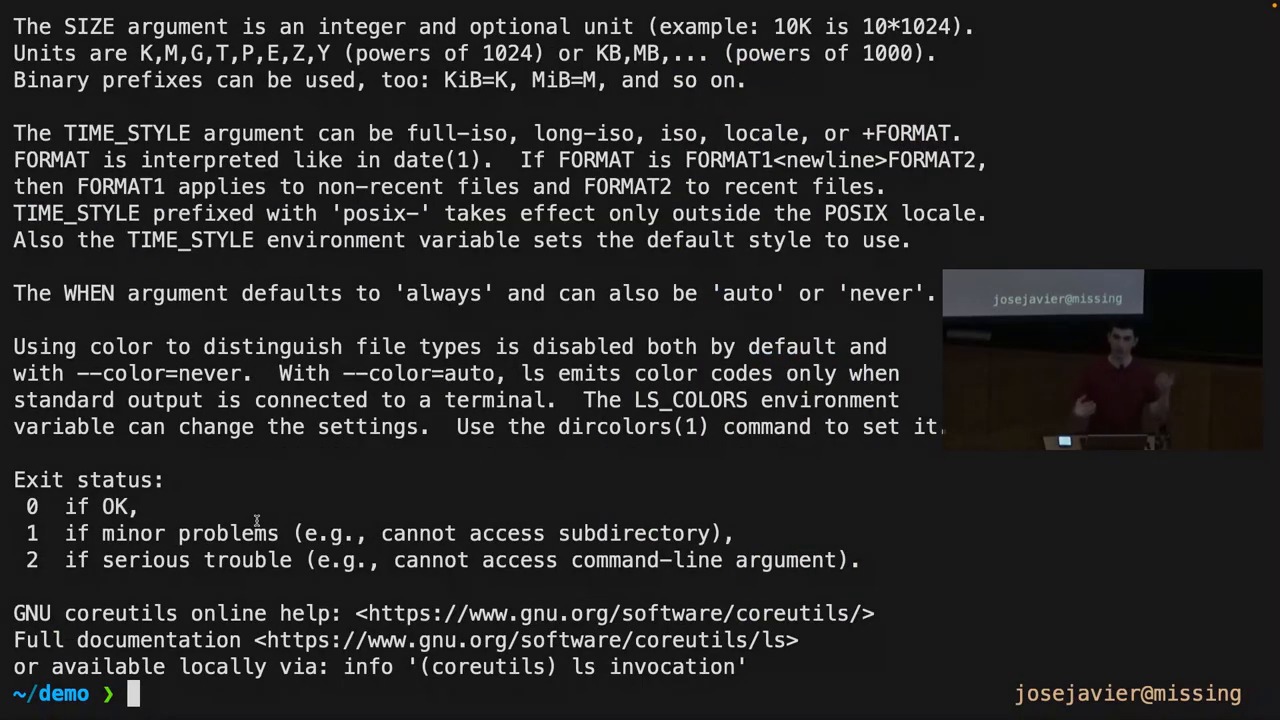 The SIZE argument is an integer and optional unit (example: 10K is 10*1024).
Units are K,M,G,T,P,E,Z,Y (powers of 1024) or KB,MB,... (powers of 1000).
Binary prefixes can be used, too: KiB=K, MiB=M, and so on.
The TIME_STYLE argument can be full-iso, long-iso, iso, locale, or +FORMAT.
FORMAT is interpreted like in date(1).  If FORMAT is FORMAT1<newline>FORMAT2,
then FORMAT1 applies to non-recent files and FORMAT2 to recent files.
TIME_STYLE prefixed with 'posix-' takes effect only outside the POSIX locale.
Also the TIME_STYLE environment variable sets the default style to use.
The WHEN argument defaults to 'always' and can also be 'auto' or 'never'.
josejavier@missing
Using color to distinguish file types is disabled both by default and
with --color=never.  With --color=auto, ls emits color codes only when
standard output is connected to a terminal.  The LS_COLORS environment
variable can change the settings.  Use the dircolors(1) command to set it.
Exit status:
0  if OK,
1  if minor problems (e.g., cannot access subdirectory),
2  if serious trouble (e.g., cannot access command-line argument).
GNU coreutils online help: <https://www.gnu.org/software/coreutils/>
Full documentation <https://www.gnu.org/software/coreutils/ls>
or available locally via: info '(coreutils) ls invocation'
~/demo ❯
josejavier@missing